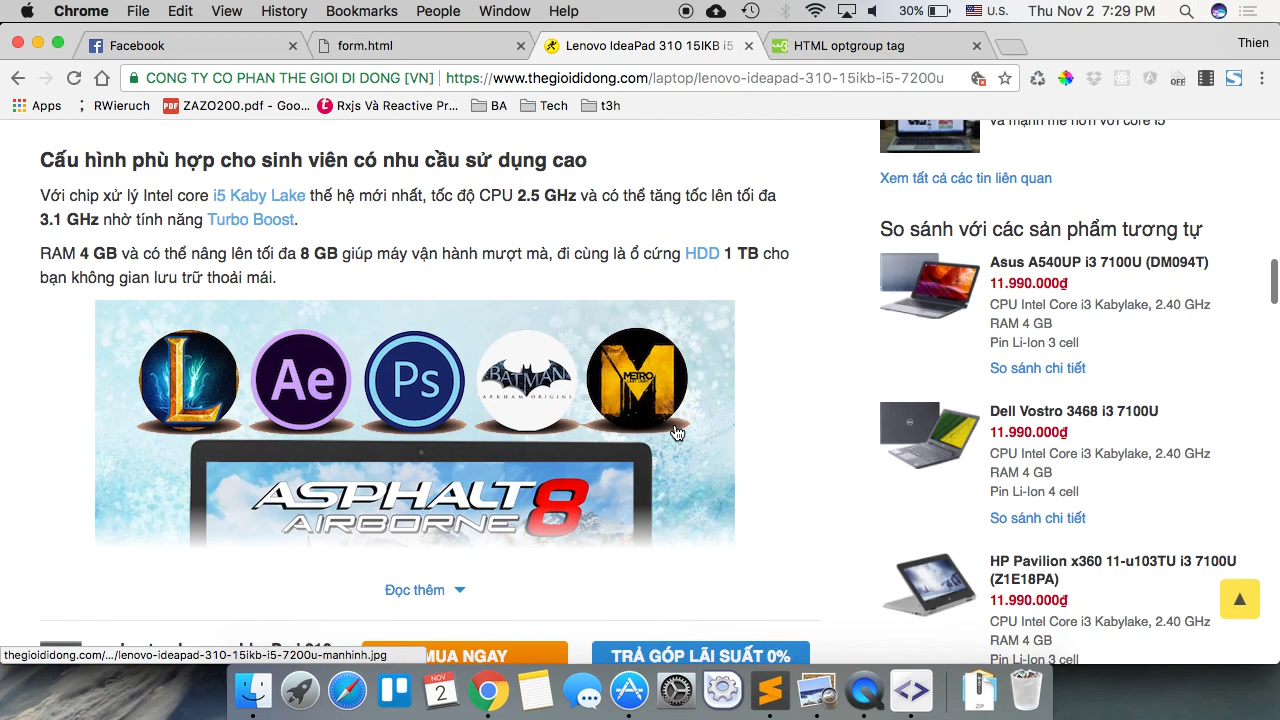 Chrome File Edit View History Bookmarks People Window Help 30% U.S. Thu Nov 2 7:29 PM
Facebook form.html Lenovo IdeaPad 310 15IKB i5 HTML optgroup tag Thien
CONG TY CO PHAN THE GIOI DI DONG [VN] https://www.thegioididong.com/laptop/lenovo-ideapad-310-15ikb-i5-7200u OFF
Apps RWieruch PDF ZAZO200.pdf - Goo... Rxjs Và Reactive Pr... BA Tech t3h
Cấu hình phù hợp cho sinh viên có nhu cầu sử dụng cao
Với chip xử lý Intel core i5 Kaby Lake thế hệ mới nhất, tốc độ CPU 2.5 GHz và có thể tăng tốc lên tối đa
3.1 GHz nhờ tính năng Turbo Boost.
RAM 4 GB và có thể nâng lên tối đa 8 GB giúp máy vận hành mượt mà, đi cùng là ổ cứng HDD 1 TB cho
bạn không gian lưu trữ thoải mái.
L Ae Ps BATMAN M
ARKHAM ORIGINS METRO
ASPHALT 8
AIRBORNE
Đọc thêm
MUA NGAY TRẢ GÓP LÃI SUẤT 0%
thegioididong.com/.../lenovo-ideapad-310-15ikb-i5-7200u-manhinh.jpg
và mạnh mẽ hơn với core i5
Xem tất cả các tin liên quan
So sánh với các sản phẩm tương tự
Asus A540UP i3 7100U (DM094T)
11.990.000₫
CPU Intel Core i3 Kabylake, 2.40 GHz
RAM 4 GB
Pin Li-Ion 3 cell
So sánh chi tiết
Dell Vostro 3468 i3 7100U
11.990.000₫
CPU Intel Core i3 Kabylake, 2.40 GHz
RAM 4 GB
Pin Li-Ion 4 cell
So sánh chi tiết
HP Pavilion x360 11-u103TU i3 7100U
(Z1E18PA)
11.990.000₫
CPU Intel Core i3 Kabylake, 2.40 GHz
RAM 4 GB
Pin Li-Ion 3 cell
NOV
2
ZIP